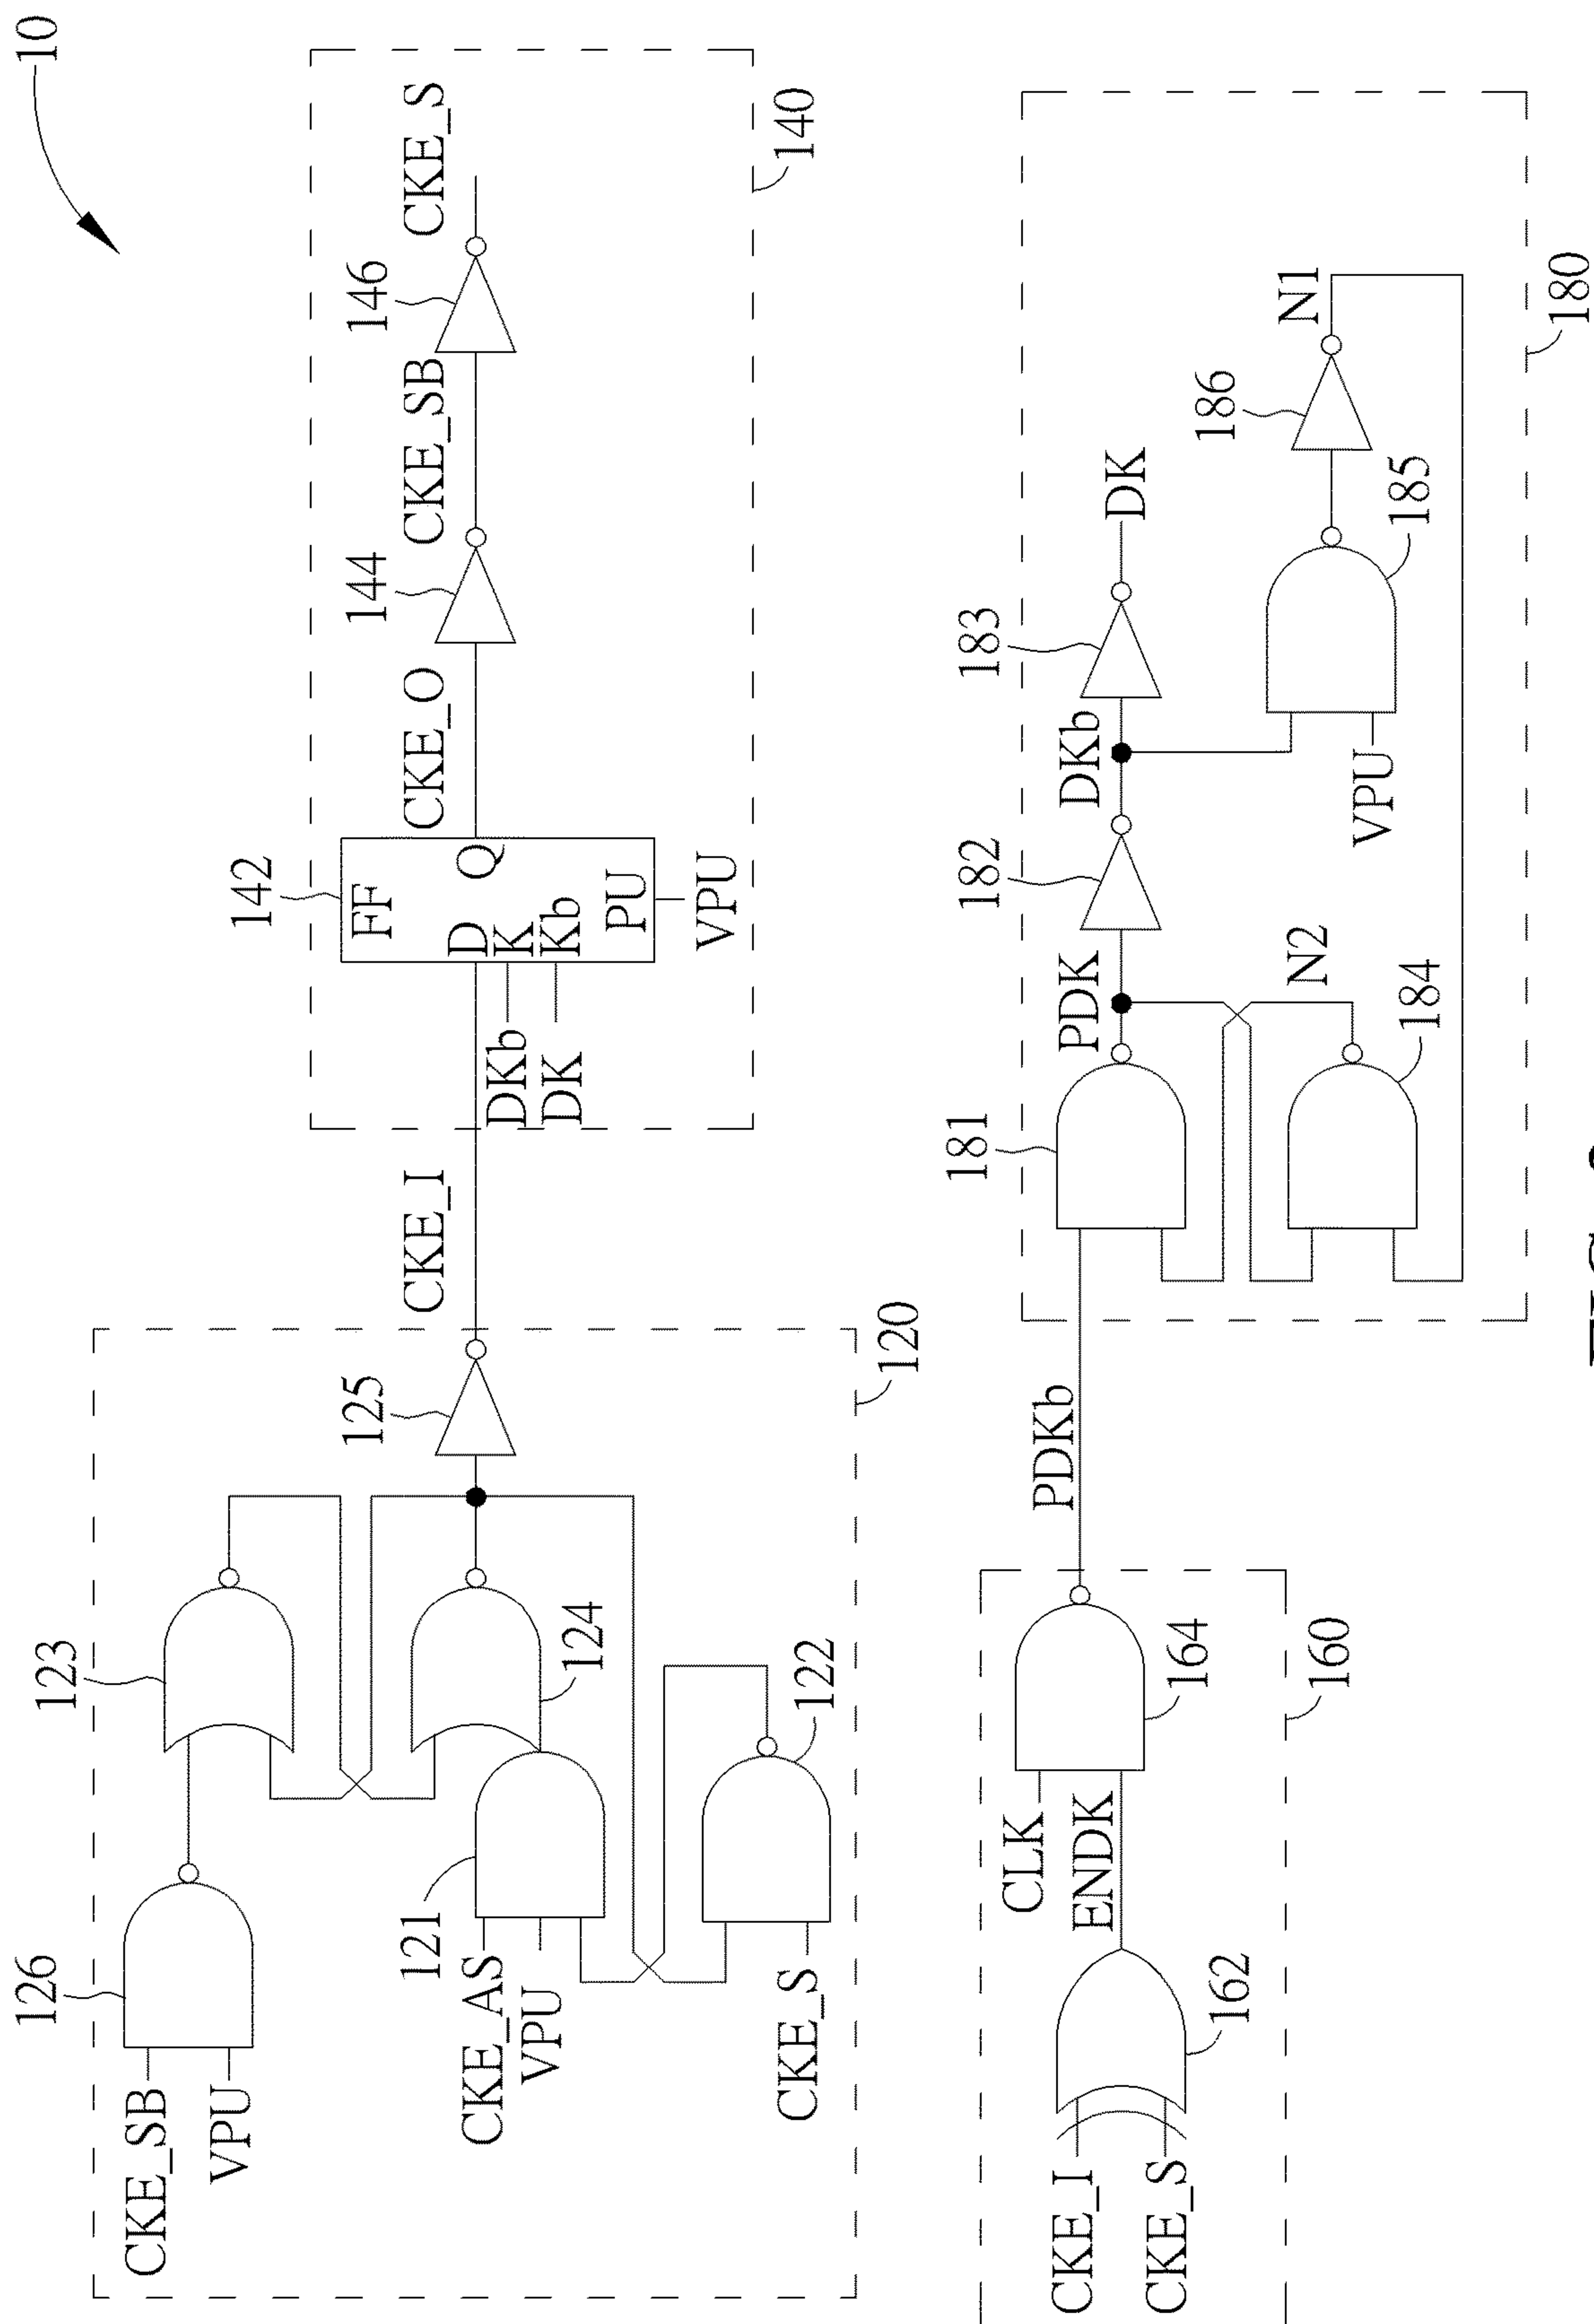 10
120
126
CKE_SB
VPU
123
121
CKE_AS
VPU
124
CKE_S
122
125
CKE_I
140
142
FF
D
K
Kb
Q
PU
VPU
DKb
DK
CKE_O
144
CKE_SB
146
CKE_S
160
CKE_I
CKE_S
162
CLK
ENDK
164
PDKb
180
181
PDK
N2
184
182
DKb
183
DK
VPU
185
186
N1